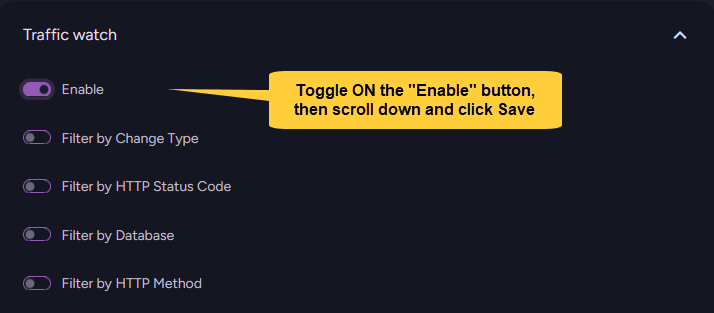 Traffic watch
Enable
Toggle ON the "Enable" button,
then scroll down and click Save
Filter by Change Type
Filter by HTTP Status Code
Filter by Database
Filter by HTTP Method